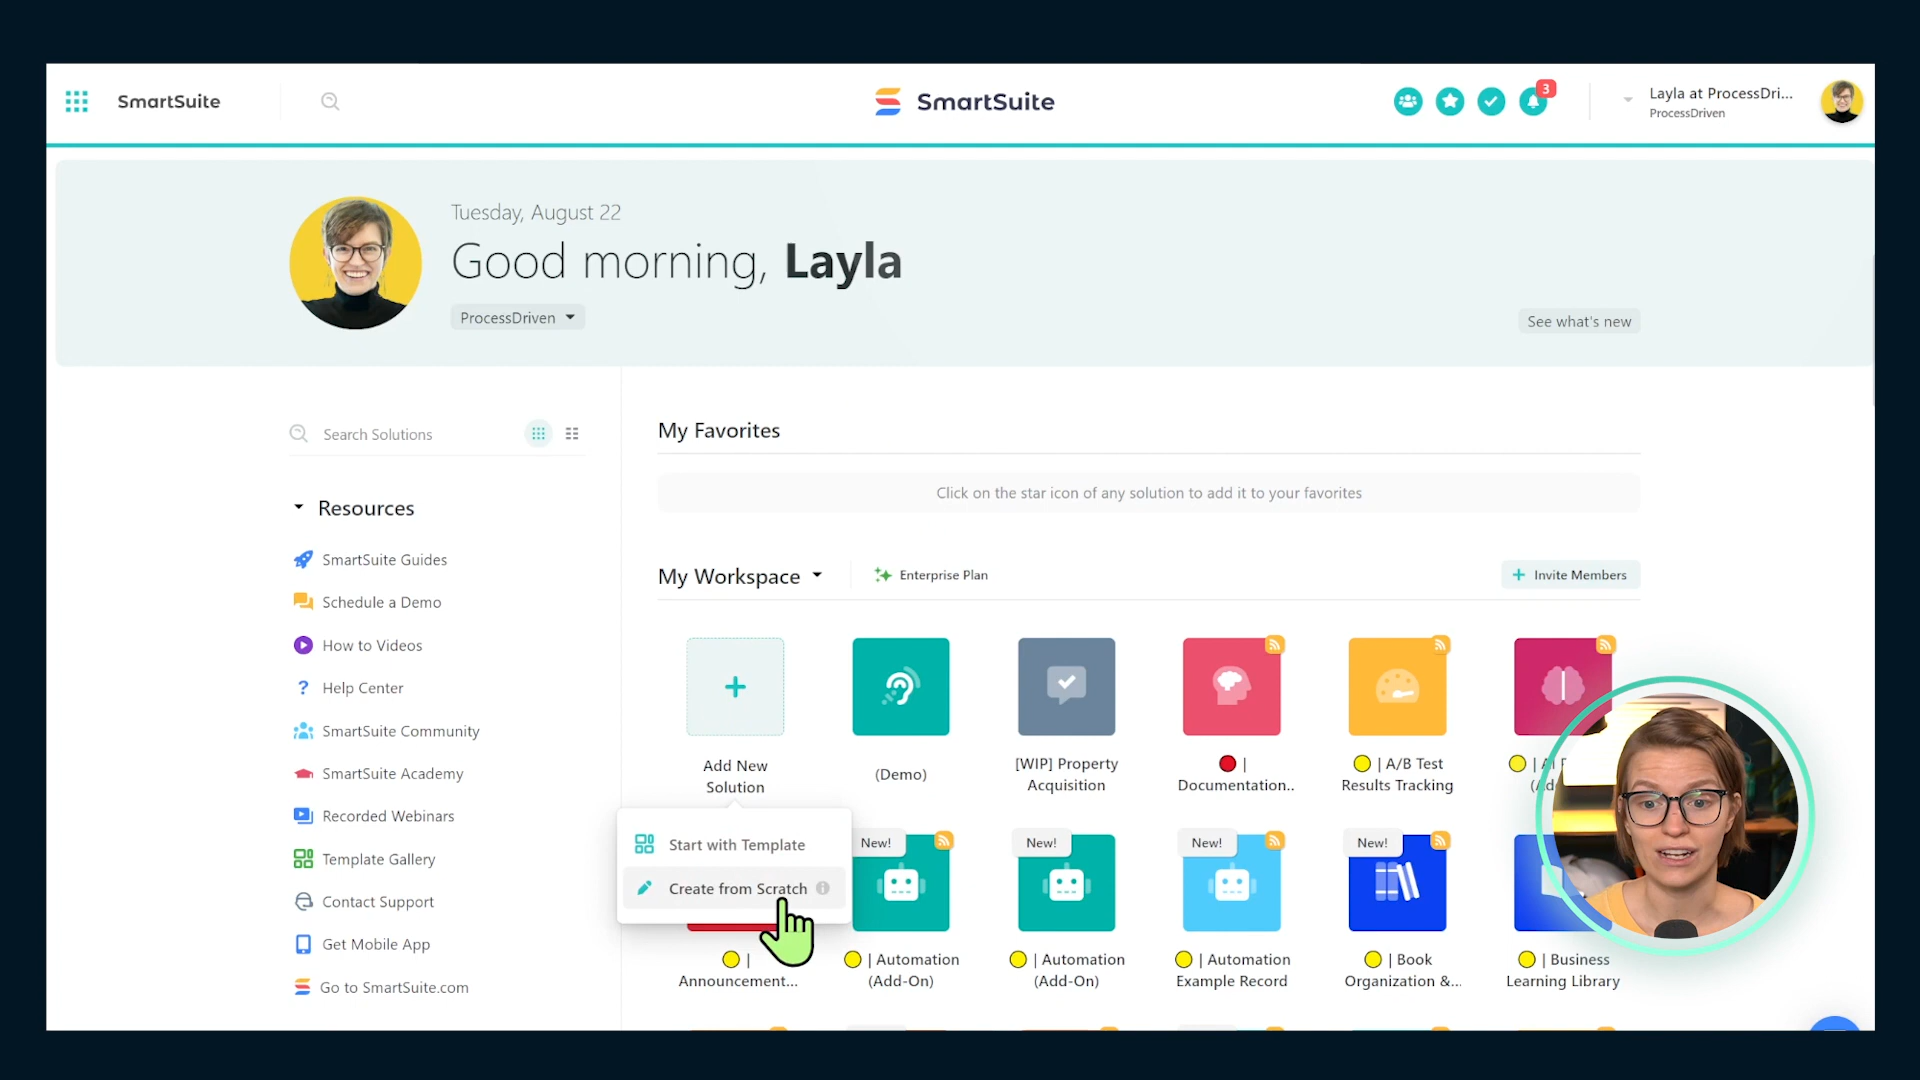 SmartSuite
SmartSuite
3
Layla at ProcessDri...
ProcessDriven
Tuesday, August 22
Good morning, Layla
ProcessDriven
See what's new
Search Solutions
Resources
SmartSuite Guides
Schedule a Demo
How to Videos
? Help Center
SmartSuite Community
SmartSuite Academy
Recorded Webinars
Template Gallery
Contact Support
Get Mobile App
Go to SmartSuite.com
My Favorites
Click on the star icon of any solution to add it to your favorites
My Workspace
Enterprise Plan
+ Invite Members
+
Add New
Solution
(Demo)
[WIP] Property
Acquisition
|
Documentation..
| A/B Test
Results Tracking
| AI
(Ad
Start with Template
Create from Scratch
New!
New!
New!
New!
|
Announcement...
| Automation
(Add-On)
| Automation
(Add-On)
| Automation
Example Record
| Book
Organization &...
| Business
Learning Library